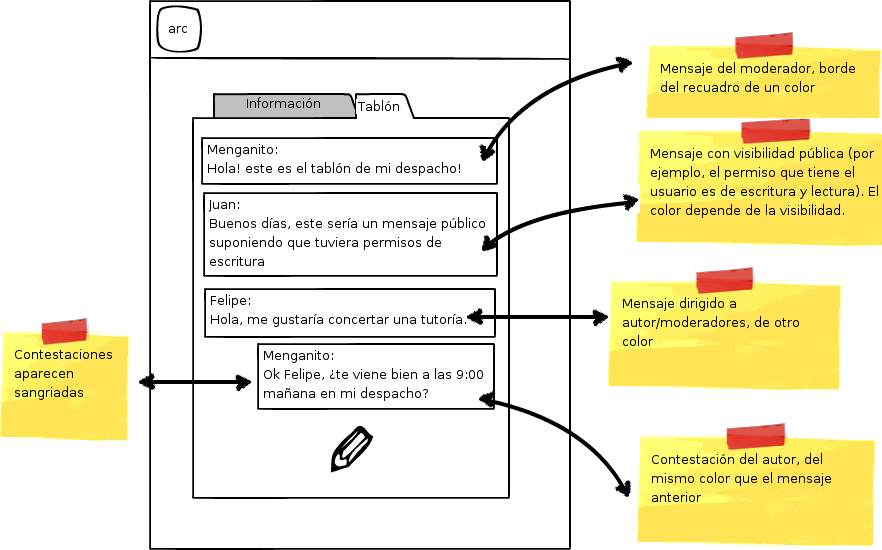 arc
Información
Tablón
Menganito:
Hola! este es el tablón de mi despacho!
Juan:
Buenos días, este sería un mensaje público
suponiendo que tuviera permisos de
escritura
Felipe:
Hola, me gustaría concertar una tutoría.
Menganito:
Ok Felipe, ¿te viene bien a las 9:00
mañana en mi despacho?
Contestaciones
aparecen
sangriadas
Mensaje del moderador, borde
del recuadro de un color
Mensaje con visibilidad pública (por
ejemplo, el permiso que tiene el
usuario es de escritura y lectura). El
color depende de la visibilidad.
Mensaje dirigido a
autor/moderadores, de otro
color
Contestación del autor, del
mismo color que el mensaje
anterior